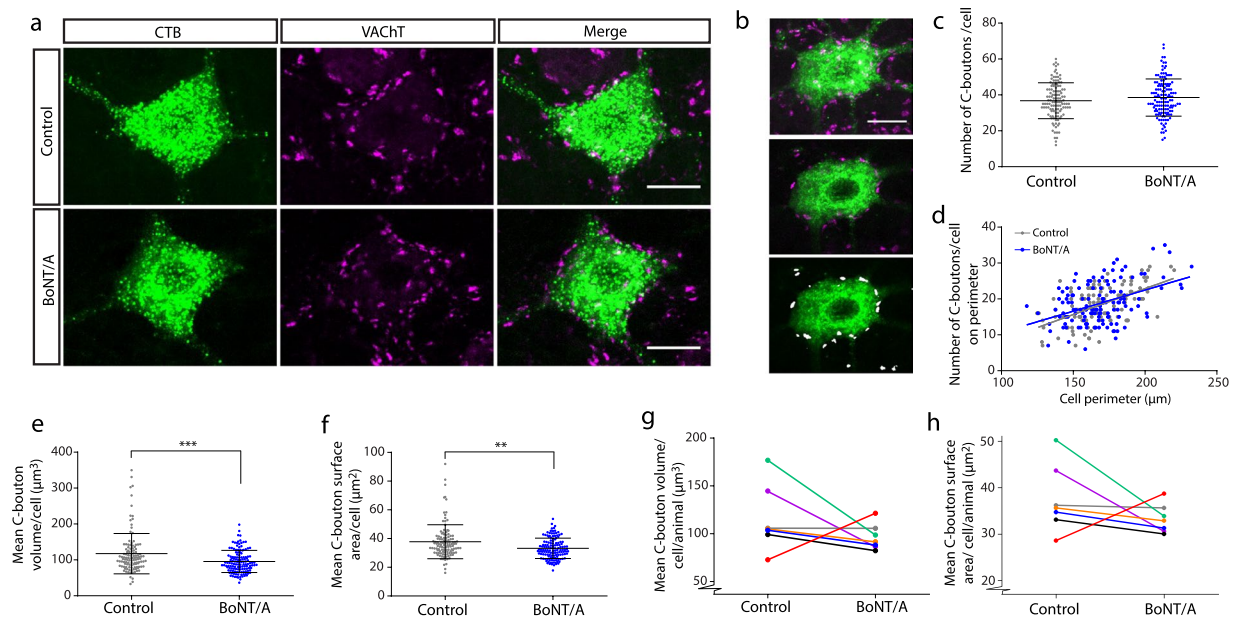 a
CTB
VAChT
Merge
Control
BoNT/A
b
c
Number of C-boutons /cell
80
60
40
20
0
Control
BoNT/A
d
Number of C-boutons/cell
on perimeter
40
30
20
10
0
Control
BoNT/A
100
150
200
250
Cell perimeter (µm)
e
Mean C-bouton
volume/cell (µm³)
400
300
200
100
0
***
Control
BoNT/A
f
Mean C-bouton surface
area/cell (µm²)
100
80
60
40
20
0
**
Control
BoNT/A
g
Mean C-bouton volume/
cell/animal (µm³)
200
150
100
50
Control
BoNT/A
h
Mean C-bouton surface
area/ cell/animal (µm²)
50
40
30
20
Control
BoNT/A